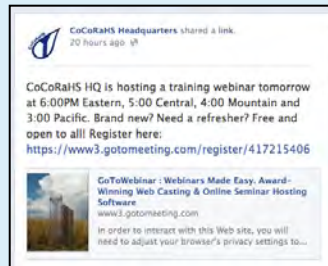 CoCoRaHS Headquarters shared a link.
20 hours ago
CoCoRaHS HQ is hosting a training webinar tomorrow
at 6:00PM Eastern, 5:00 Central, 4:00 Mountain and
3:00 Pacific. Brand new? Need a refresher? Free and
open to all! Register here:
https://www3.gotomeeting.com/register/417215406
GoToWebinar : Webinars Made Easy. Award-
Winning Web Casting & Online Seminar Hosting
Software
www3.gotomeeting.com
In order to interact with this Web site, you will
need to adjust your browser's privacy settings to...